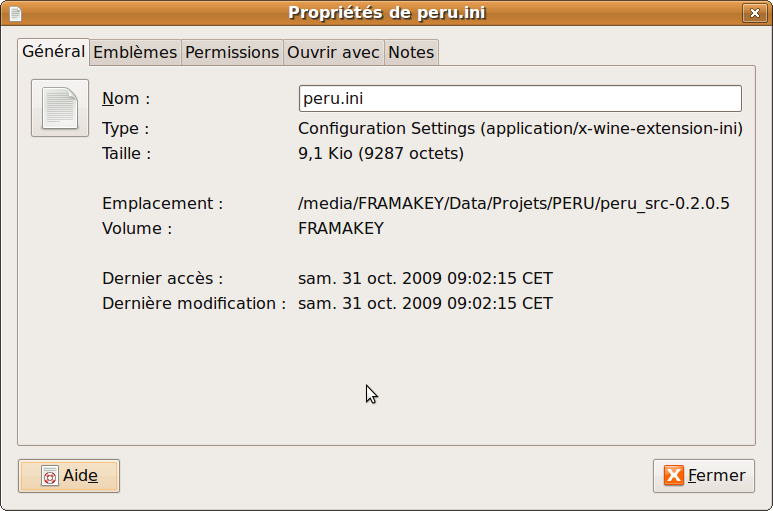 Propriétés de peru.ini
Général Emblèmes Permissions Ouvrir avec Notes
Nom : peru.ini
Type : Configuration Settings (application/x-wine-extension-ini)
Taille : 9,1 Kio (9287 octets)
Emplacement : /media/FRAMAKEY/Data/Projets/PERU/peru_src-0.2.0.5
Volume : FRAMAKEY
Dernier accès : sam. 31 oct. 2009 09:02:15 CET
Dernière modification : sam. 31 oct. 2009 09:02:15 CET
Aide Fermer